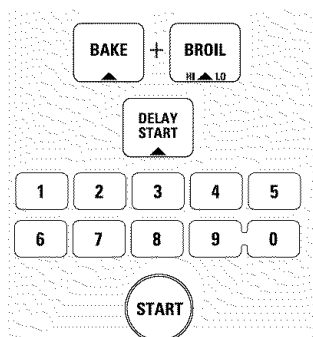 BAKE + BROIL
HI LO
DELAY
START
1 2 3 4 5
6 7 8 9 0
START